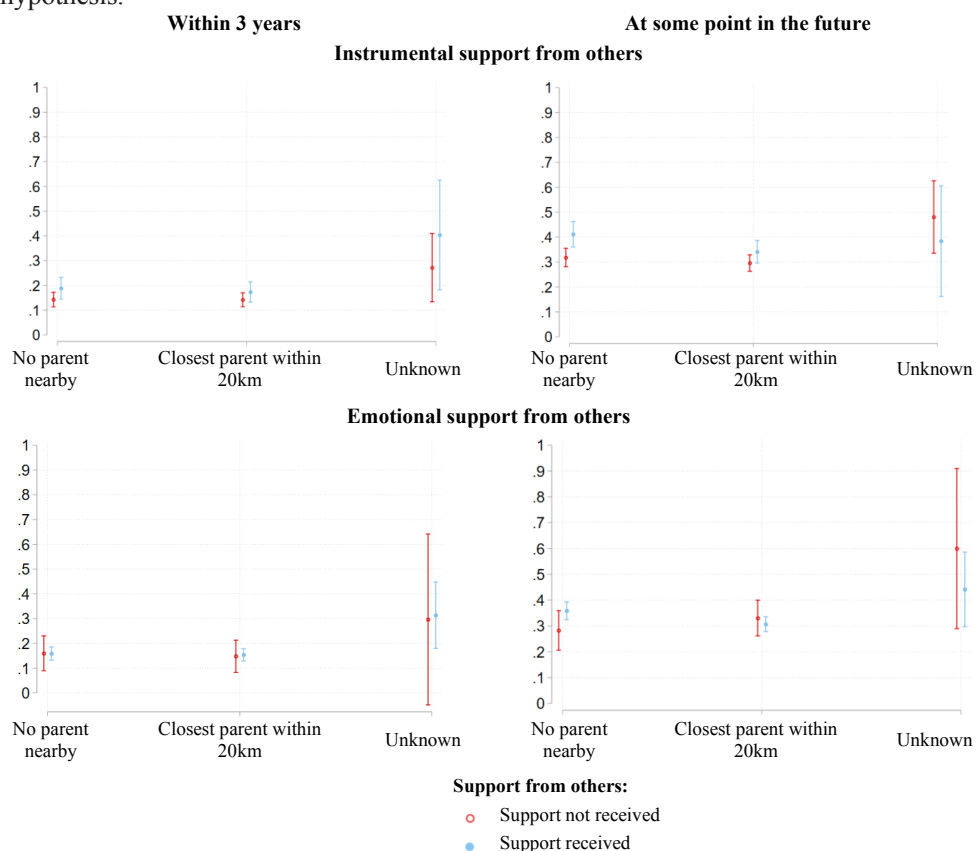 hypothesis.
Within 3 years At some point in the future
Instrumental support from others
1 1
.9 .9
.8 .8
.7 .7
.6 .6
.5 .5
.4 .4
.3 .3
.2 .2
.1 .1
0 0
No parent nearby Closest parent within 20km Unknown No parent nearby Closest parent within 20km Unknown
Emotional support from others
1 1
.9 .9
.8 .8
.7 .7
.6 .6
.5 .5
.4 .4
.3 .3
.2 .2
.1 .1
0 0
No parent nearby Closest parent within 20km Unknown No parent nearby Closest parent within 20km Unknown
Support from others:
Support not received
Support received